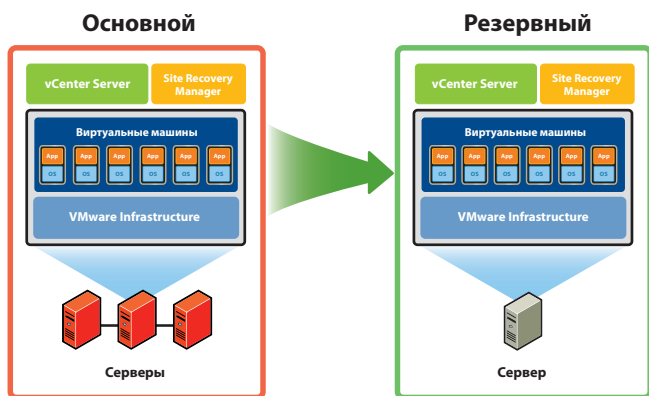 Основной
Резервный
vCenter Server
Site Recovery
Manager
Виртуальные машины
App App App App App App
OS OS OS OS OS OS
VMware Infrastructure
Серверы
vCenter Server
Site Recovery
Manager
Виртуальные машины
App App App App App App
OS OS OS OS OS OS
VMware Infrastructure
Сервер